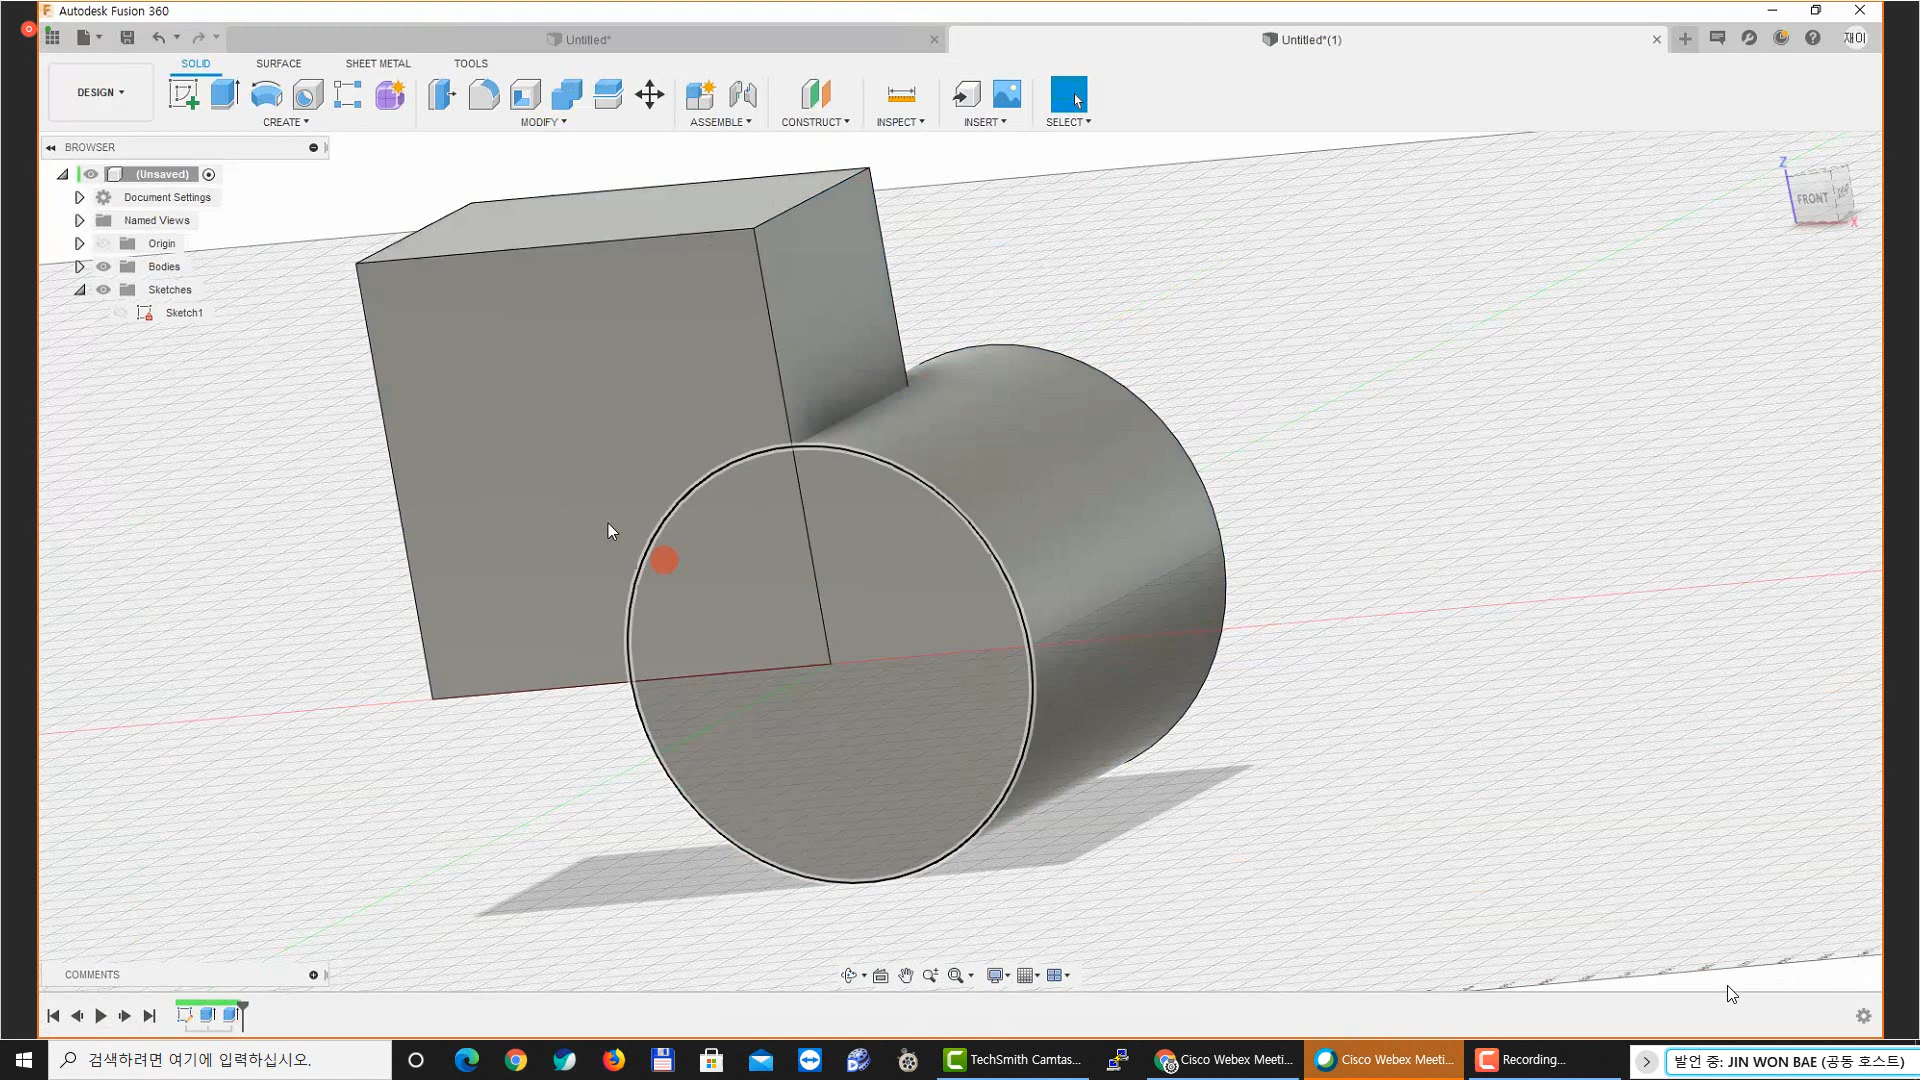 Autodesk Fusion 360
Untitled*
Untitled*(1)
재이
DESIGN
SOLID
SURFACE
SHEET METAL
TOOLS
CREATE
MODIFY
ASSEMBLE
CONSTRUCT
INSPECT
INSERT
SELECT
BROWSER
(Unsaved)
Document Settings
Named Views
Origin
Bodies
Sketches
Sketch1
Z
FRONT
X
COMMENTS
검색하려면 여기에 입력하십시오.
TechSmith Camtas...
Cisco Webex Meeti...
Cisco Webex Meeti...
Recording...
발언 중: JIN WON BAE (공동 호스트)